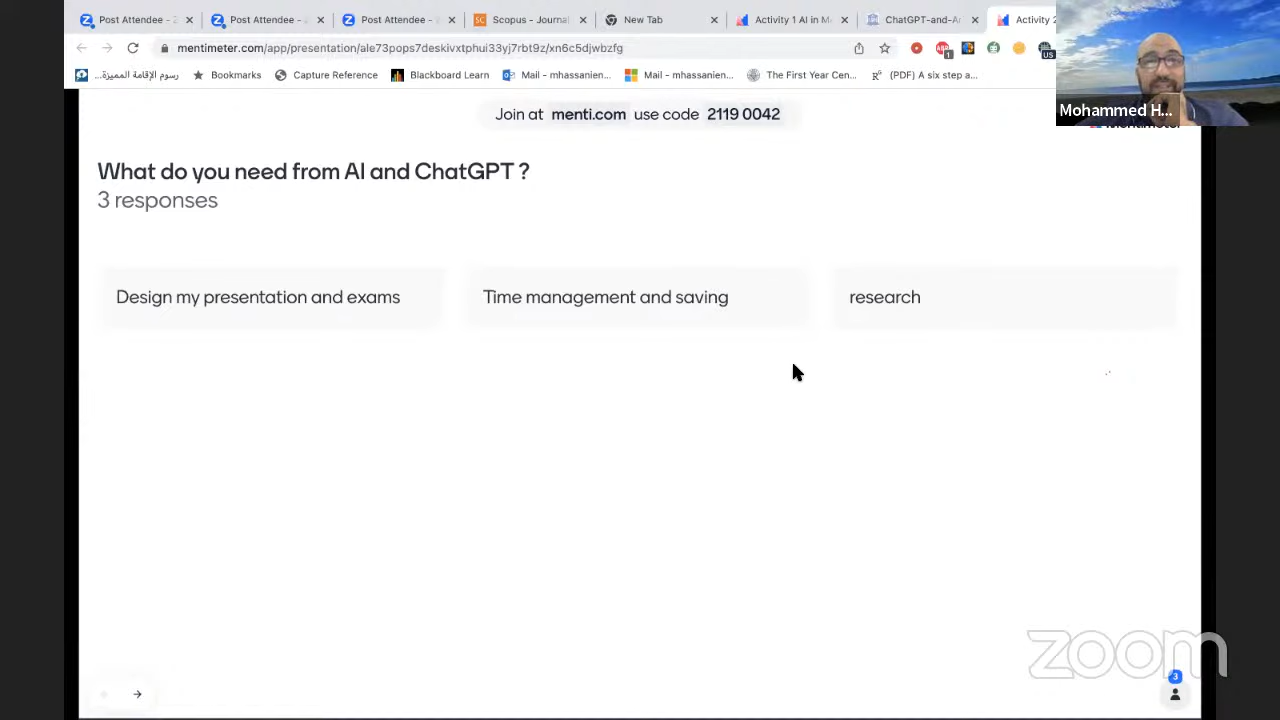 Post Attendee - Z
Post Attendee -
Post Attendee -
Scopus - Journal
New Tab
Activity 1 AI in M
ChatGPT-and-A
Activity 2
mentimeter.com/app/presentation/ale73pops7deskivxtphui33yj7rbt9z/xn6c5djwbzfg
رسوم الإقامة المميزة...
Bookmarks
Capture Reference
Blackboard Learn
Mail – mhassanien...
Mail – mhassanien...
The First Year Cen...
(PDF) A six step a...
Mohammed H...
Join at menti.com use code 2119 0042
What do you need from AI and ChatGPT ?
3 responses
Design my presentation and exams
Time management and saving
research
zoom
3